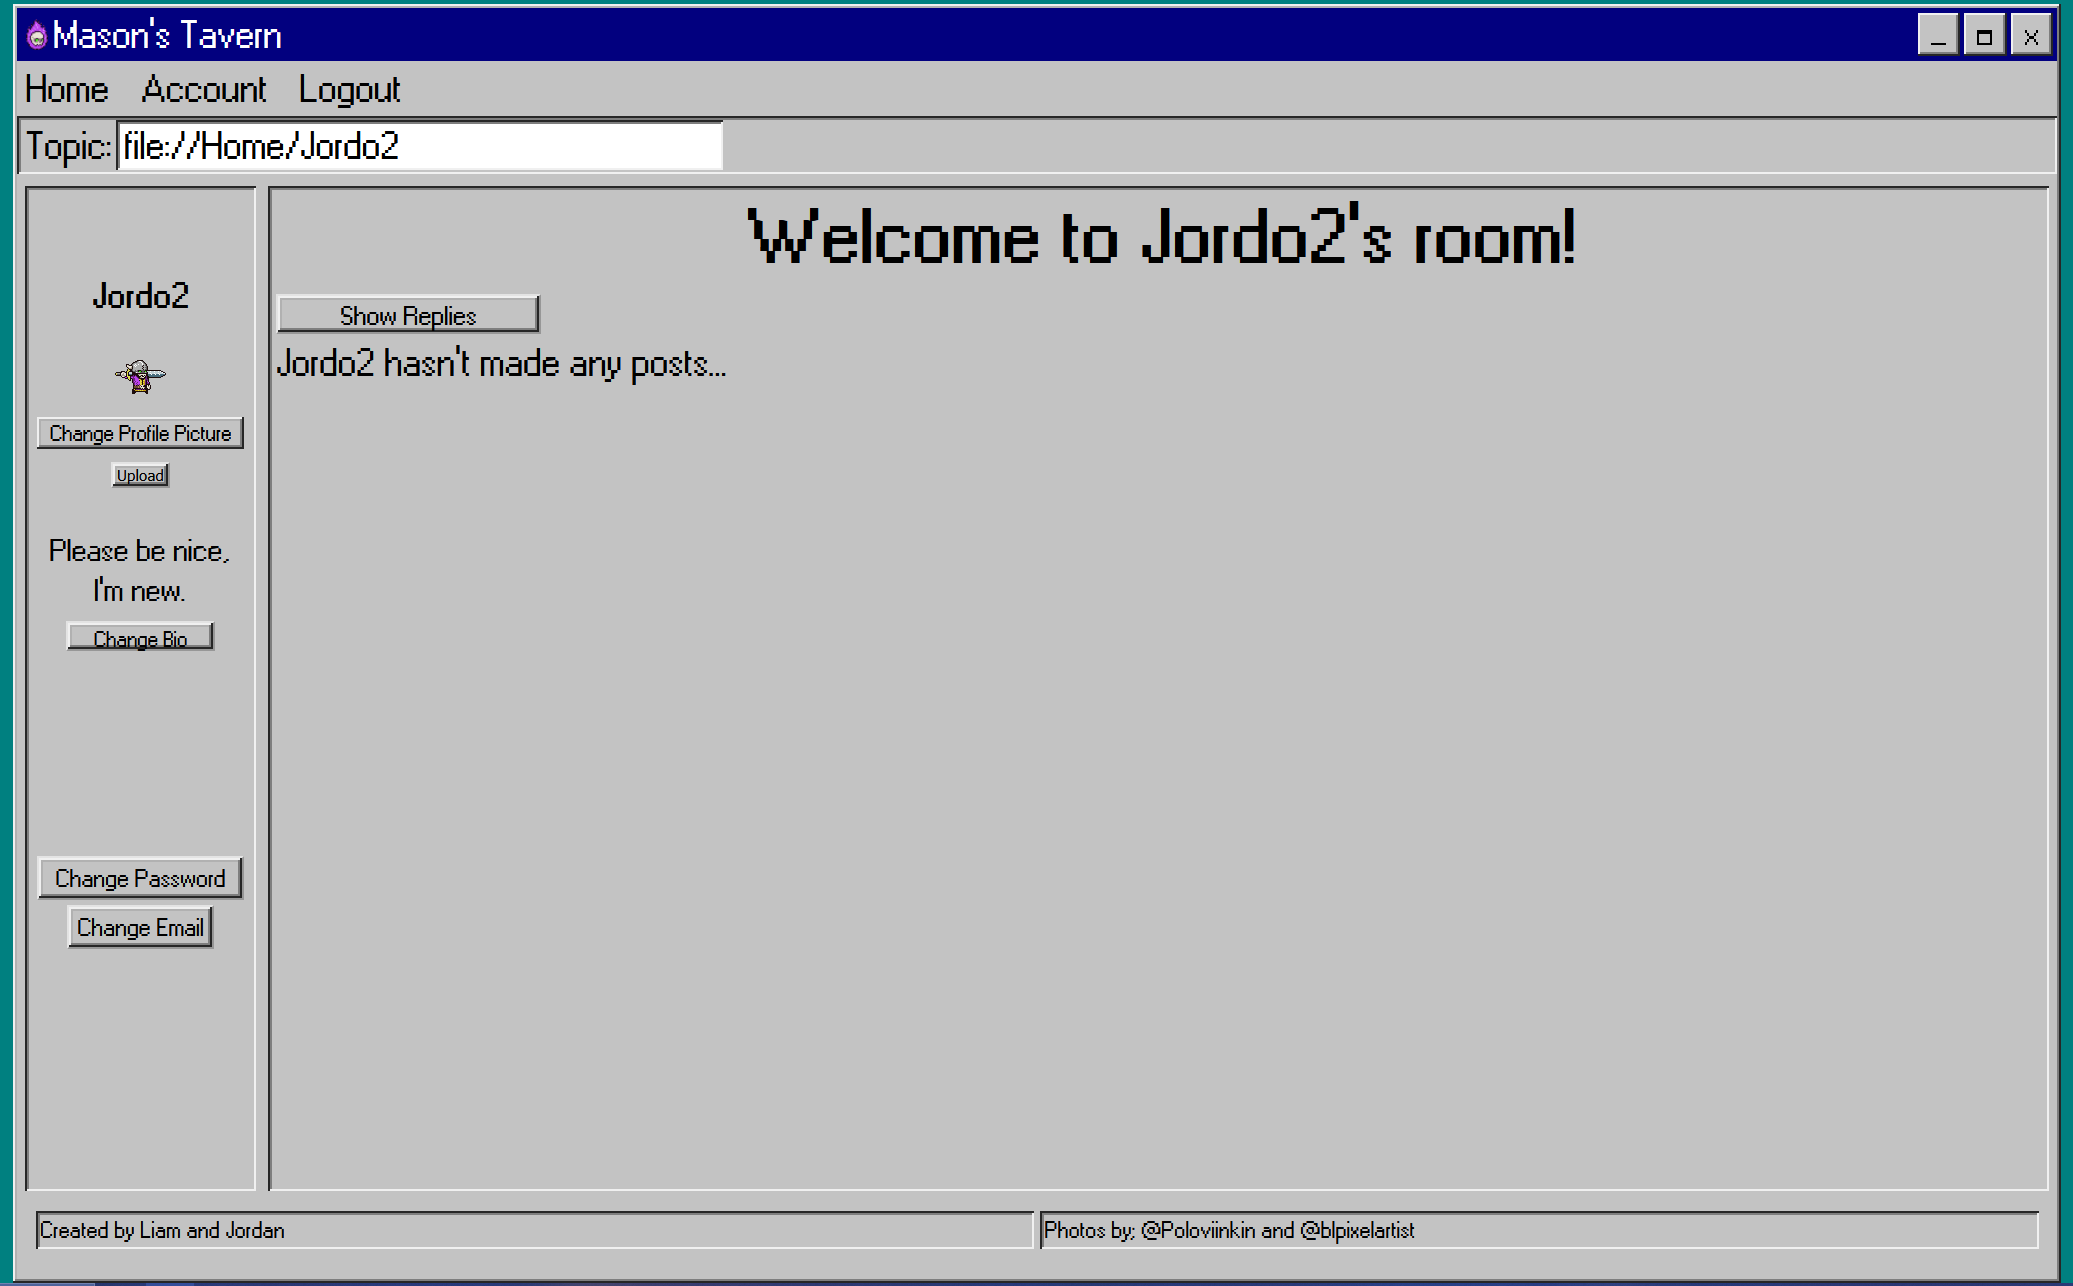 Mason's Tavern
Home Account Logout
Topic: file://Home/Jordo2
Jordo2
Change Profile Picture
Upload
Please be nice,
I'm new.
Change Bio
Change Password
Change Email
Welcome to Jordo2's room!
Show Replies
Jordo2 hasn't made any posts...
Created by Liam and Jordan
Photos by; @Poloviinkin and @blpixelartist